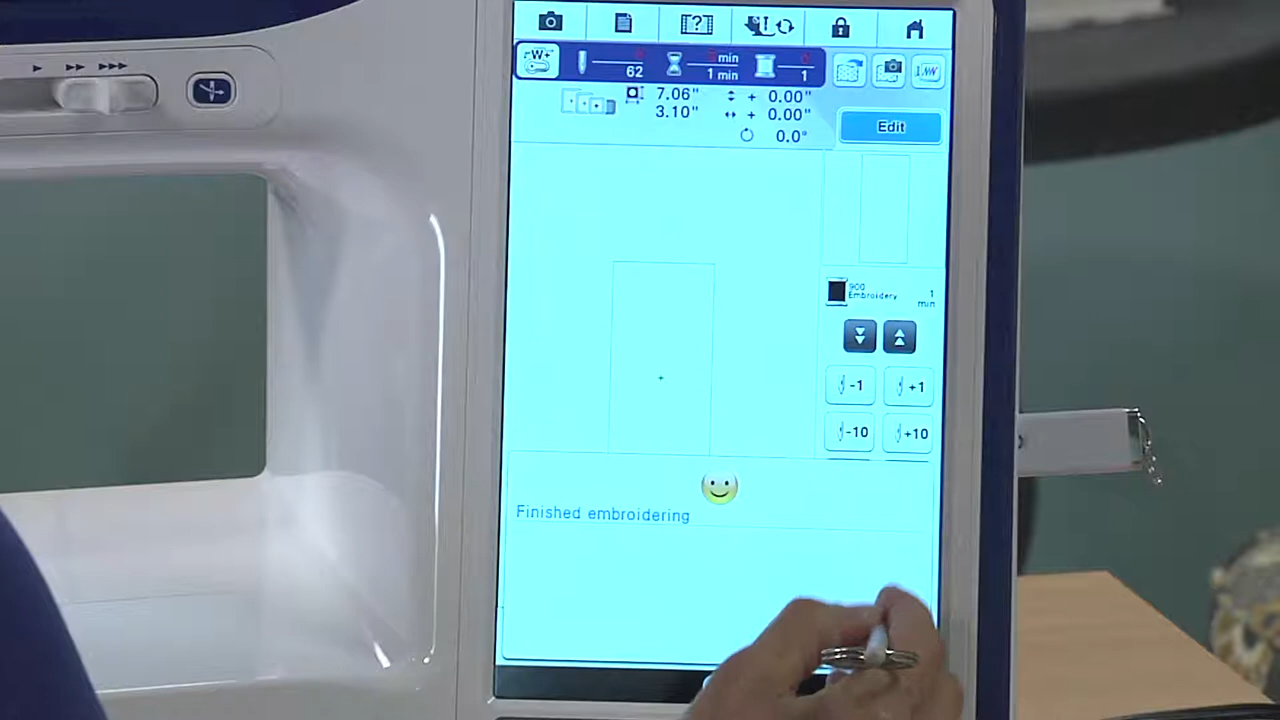 W+
min
62
1 min
1
7.06"
3.10"
+ 0.00"
+ 0.00"
0.0°
Edit
900
Embroidery
1
min
-1
+1
-10
+10
Finished embroidering